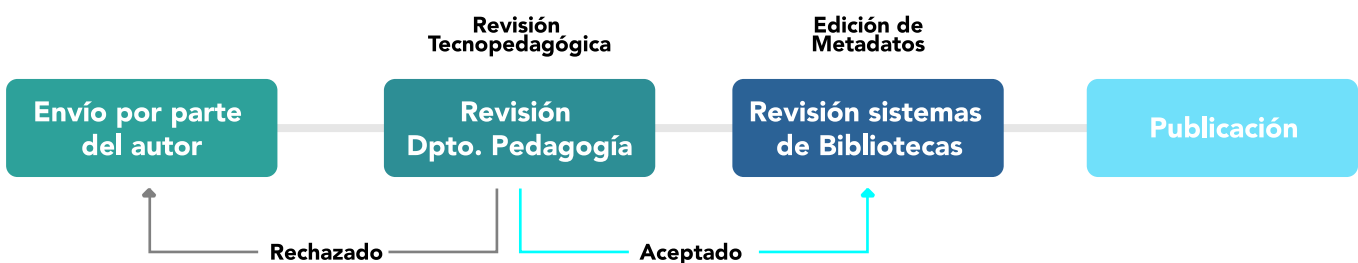 Revisión
Tecnopedagógica
Edición de
Metadatos
Envío por parte
del autor
Revisión
Dpto. Pedagogía
Revisión sistemas
de Bibliotecas
Publicación
Rechazado
Aceptado